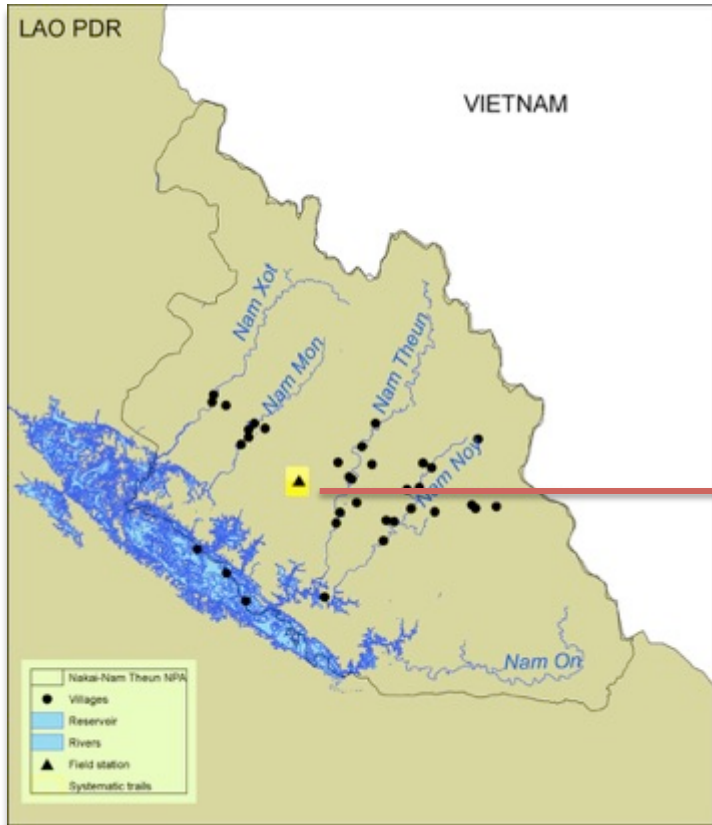 LAO PDR
VIETNAM
Nam Xot
Nam Mon
Nam Theun
Nam Noy
Nam On
Nakai-Nam Theun NPA
Villages
Reservoir
Rivers
Field station
Systematic trails